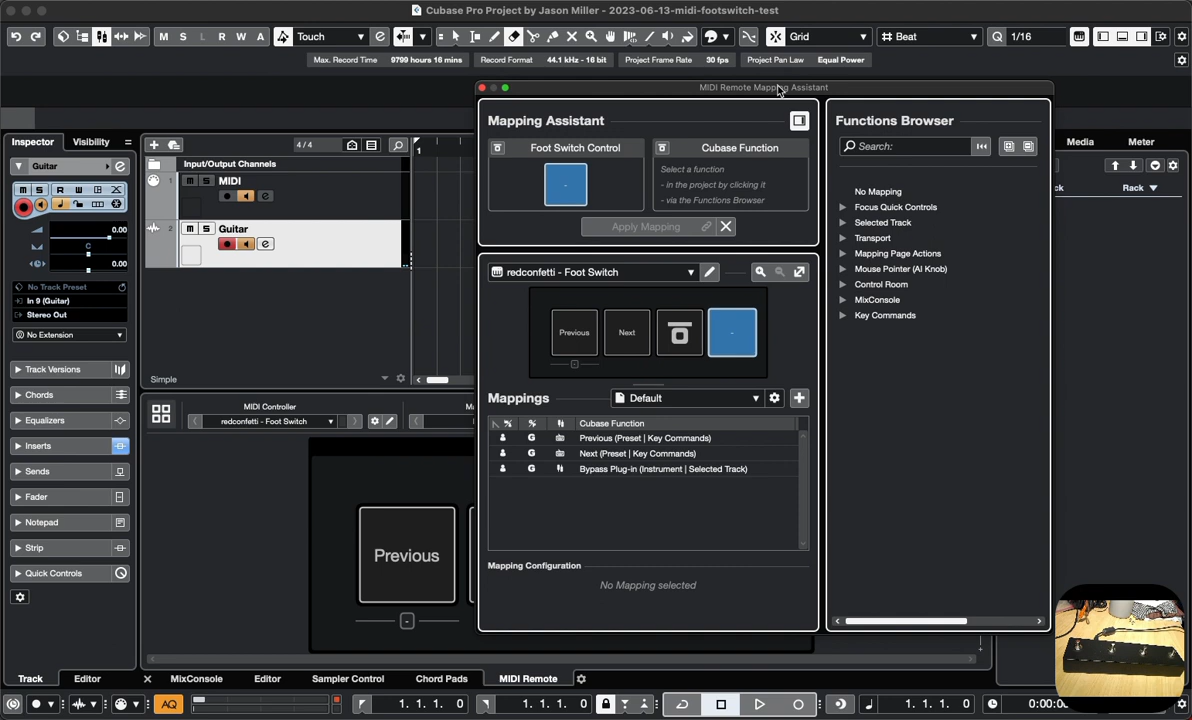 Cubase Pro Project by Jason Miller - 2023-06-13-midi-footswitch-test
M S L R W A Touch Grid Beat Q 1/16
Max. Record Time 9799 hours 16 mins Record Format 44.1 kHz - 16 bit Project Frame Rate 30 fps Project Pan Law Equal Power
MIDI Remote Mapping Assistant
Inspector Visibility
Guitar
M S R W
0.00
C
0.00
No Track Preset
In 9 (Guitar)
Stereo Out
No Extension
Track Versions
Chords
Equalizers
Inserts
Sends
Fader
Notepad
Strip
Quick Controls
4 / 4
1
Input/Output Channels
1 M S MIDI
2 M S Guitar
Simple
MIDI Controller
redconfetti - Foot Switch
Previous
-
Mapping Assistant
Foot Switch Control
-
Cubase Function
Select a function
- in the project by clicking it
- via the Functions Browser
Apply Mapping
redconfetti - Foot Switch
Previous Next -
Mappings Default
Cubase Function
G Previous (Preset | Key Commands)
G Next (Preset | Key Commands)
G Bypass Plug-in (Instrument | Selected Track)
Mapping Configuration
No Mapping selected
Functions Browser
Search:
No Mapping
Focus Quick Controls
Selected Track
Transport
Mapping Page Actions
Mouse Pointer (AI Knob)
Control Room
MixConsole
Key Commands
Media Meter
ck Rack
Track Editor MixConsole Editor Sampler Control Chord Pads MIDI Remote
AQ 1. 1. 1. 0 1. 1. 1. 0 1. 1. 1. 0 0:00:0